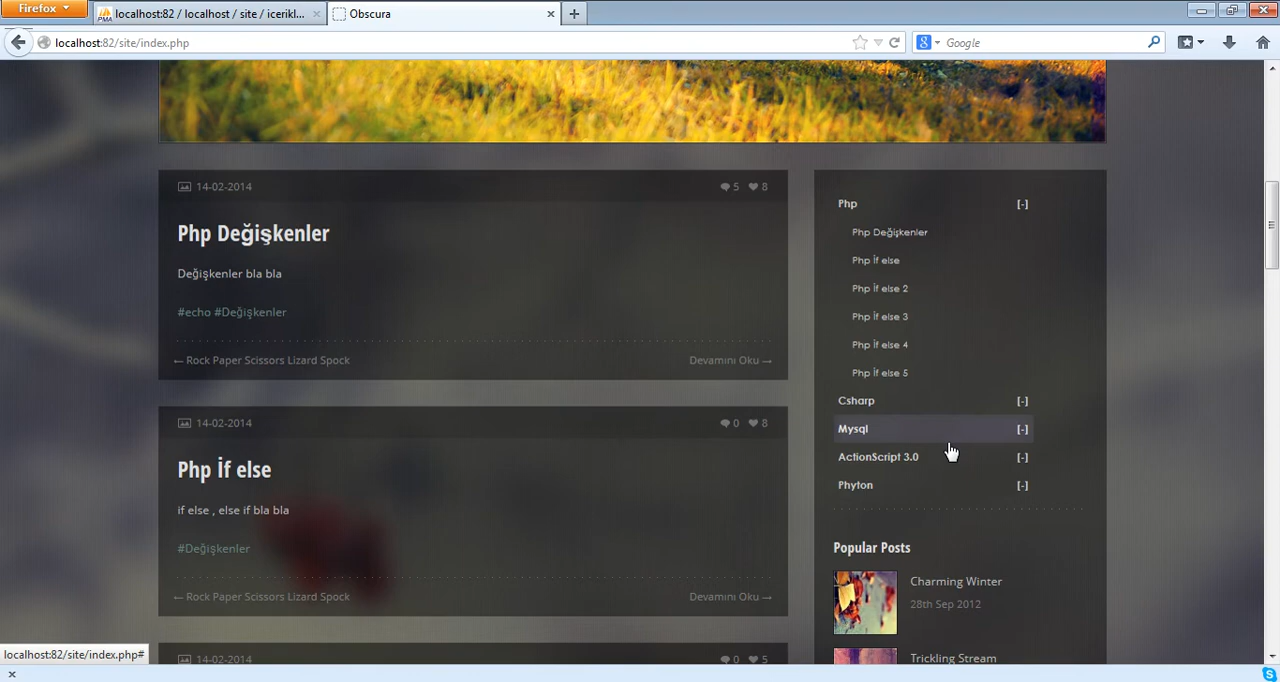 Firefox
localhost:82 / localhost / site / icerikl...
Obscura
localhost:82/site/index.php
Google
14-02-2014
5
8
Php Değişkenler
Değişkenler bla bla
#echo #Değişkenler
← Rock Paper Scissors Lizard Spock
Devamını Oku →
14-02-2014
0
8
Php İf else
if else , else if bla bla
#Değişkenler
← Rock Paper Scissors Lizard Spock
Devamını Oku →
14-02-2014
0
5
Php [-]
Php Değişkenler
Php İf else
Php İf else 2
Php İf else 3
Php İf else 4
Php İf else 5
Csharp [-]
Mysql [-]
ActionScript 3.0 [-]
Phyton [-]
Popular Posts
Charming Winter
28th Sep 2012
Trickling Stream
localhost:82/site/index.php#